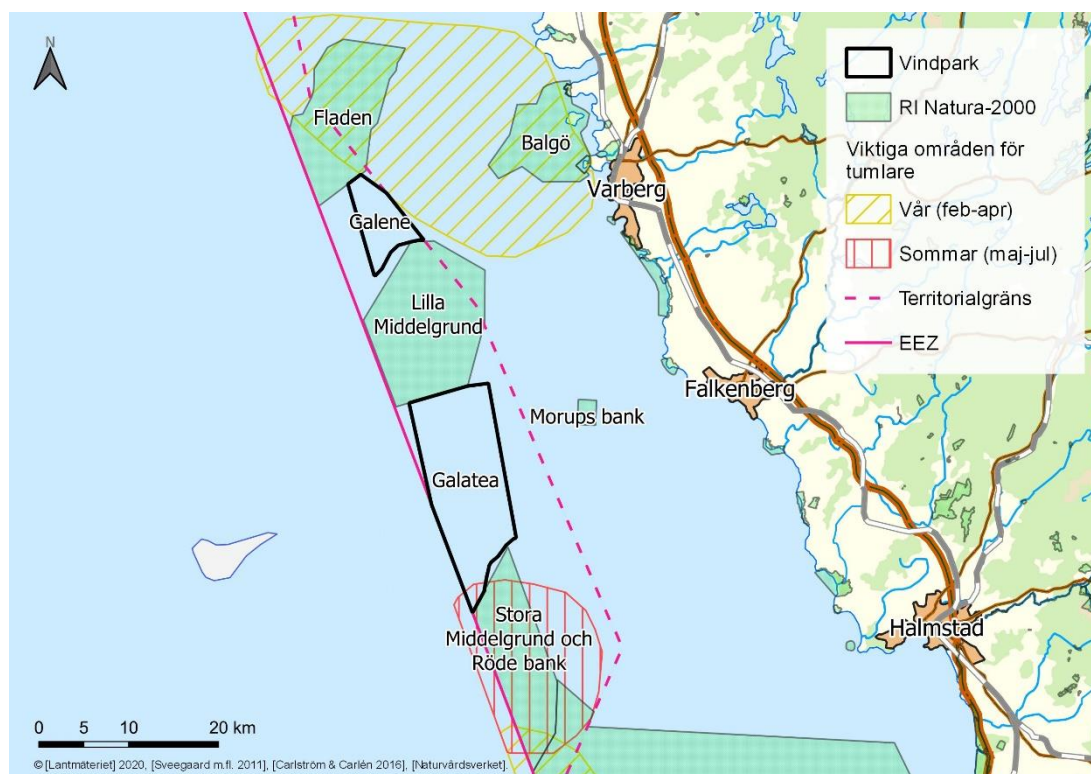 N
Fladen
Balgö
Varberg
Galene
Lilla
Middelgrund
Falkenberg
Morups bank
Galatea
Stora
Middelgrund och
Röde bank
Halmstad
Vindpark
RI Natura-2000
Viktiga områden för
tumlare
Vår (feb-apr)
Sommar (maj-jul)
Territorialgräns
EEZ
0 5 10 20 km
© [Lantmäteriet] 2020, [Sveegaard m.fl. 2011], [Carlström & Carlén 2016], [Naturvårdsverket].